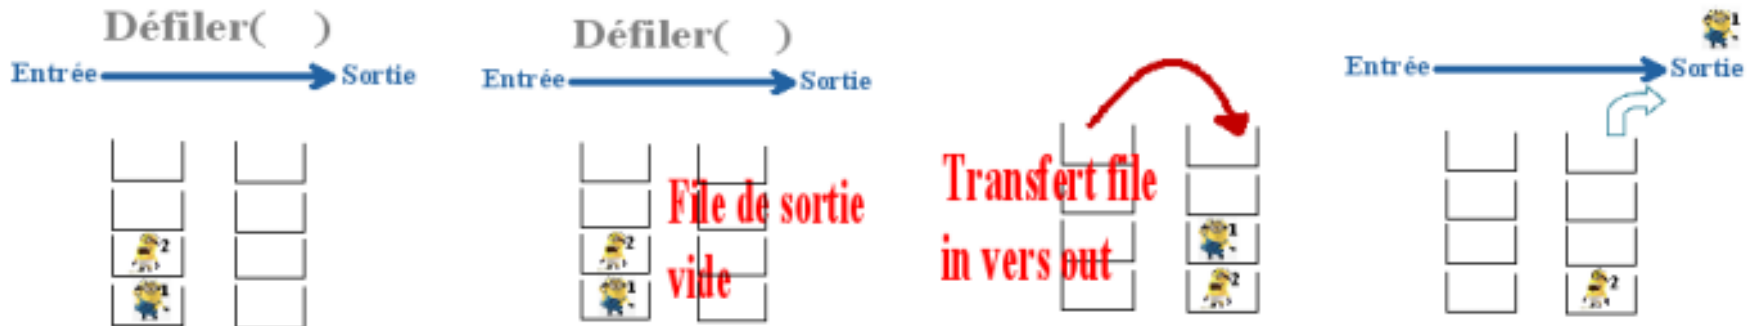 Défiler( )
Entrée Sortie
2
1
Défiler( )
Entrée Sortie
File de sortie
vide
2
1
Transfert file
in vers out
1
2
1
Entrée Sortie
2